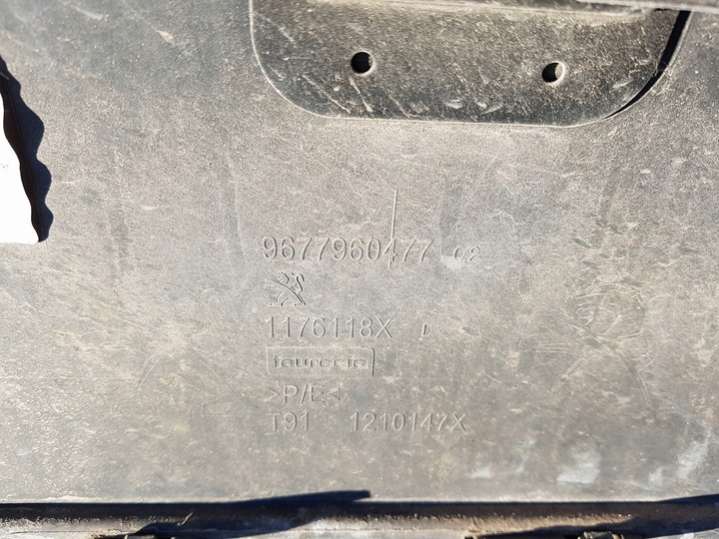 9677960477 02
1176118X D
faurecia
>P/E<
T91 1210147X